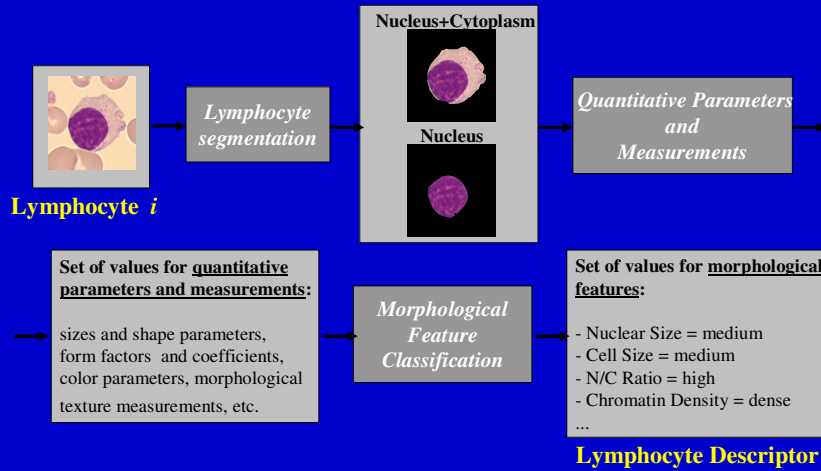 Nucleus+Cytoplasm
Lymphocyte
segmentation
Nucleus
Quantitative Parameters
and
Measurements
Lymphocyte i
Set of values for quantitative
parameters and measurements:
sizes and shape parameters,
form factors and coefficients,
color parameters, morphological
texture measurements, etc.
Morphological
Feature
Classification
Set of values for morphological
features:
- Nuclear Size = medium
- Cell Size = medium
- N/C Ratio = high
- Chromatin Density = dense
...
Lymphocyte Descriptor